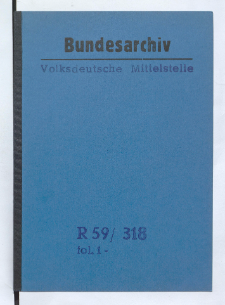 Bundesarchiv
Volksdeutsche Mittelstelle
R 59/ 318
fol. 1-